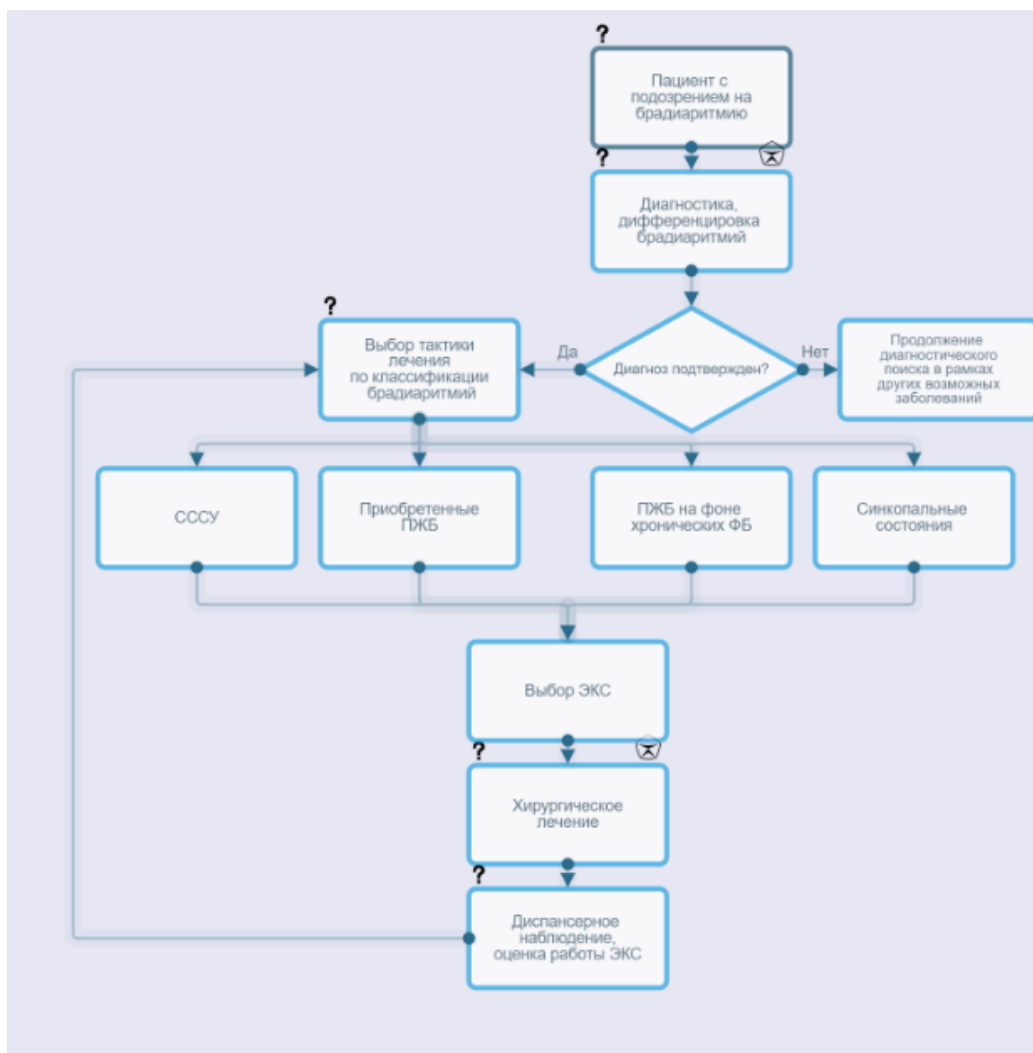 ?
Пациент с
подозрением на
брадиаритмию
?
Диагностика,
дифференцировка
брадиаритмий
?
Выбор тактики
лечения
по классификации
брадиаритмий
Да
Диагноз подтвержден?
Нет
Продолжение
диагностического
поиска в рамках
других возможных
заболеваний
СССУ
Приобретенные
ПЖБ
ПЖБ на фоне
хронических ФБ
Синкопальные
состояния
Выбор ЭКС
?
Хирургическое
лечение
?
Диспансерное
наблюдение,
оценка работы ЭКС